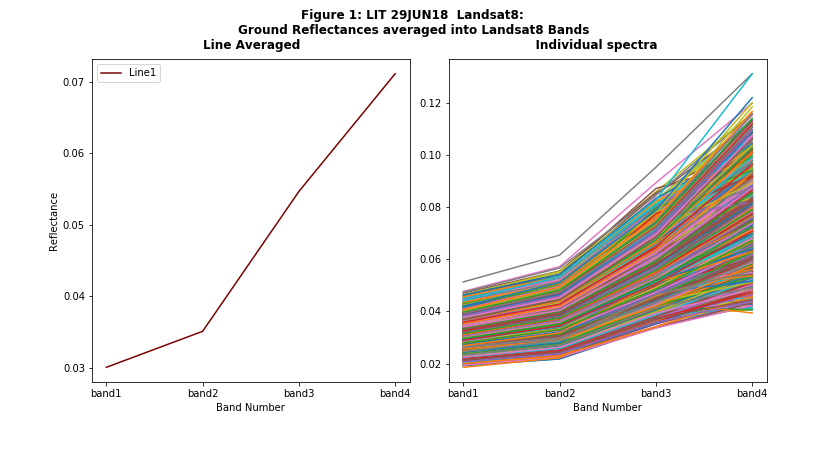 Figure 1: LIT 29JUN18 Landsat8:
Ground Reflectances averaged into Landsat8 Bands
Line Averaged
Individual spectra
Line1
0.07
0.06
0.05
0.04
0.03
Reflectance
band1 band2 band3 band4
Band Number
0.12
0.10
0.08
0.06
0.04
0.02
band1 band2 band3 band4
Band Number